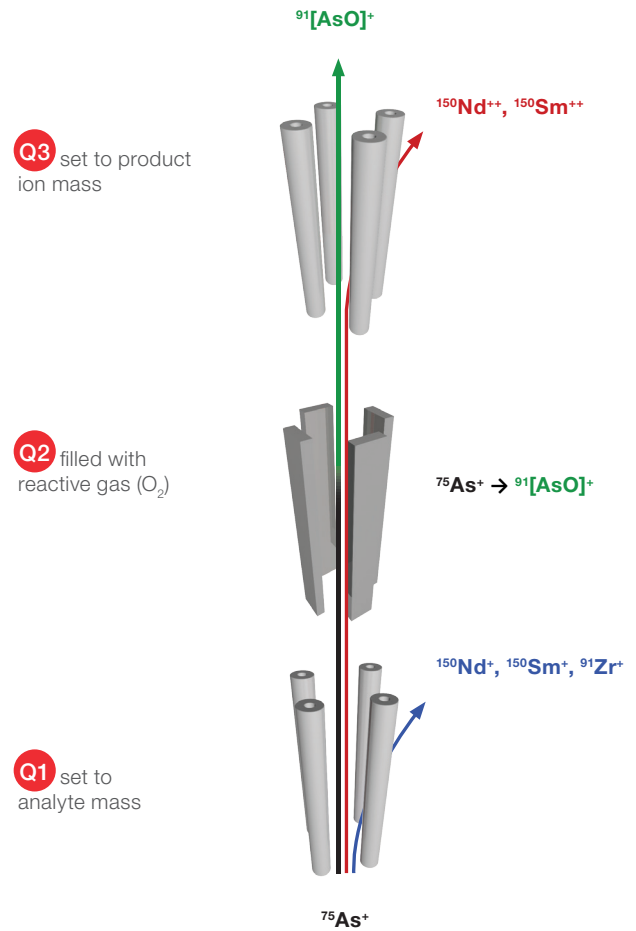 ⁹¹[AsO]⁺
¹⁵⁰Nd⁺⁺, ¹⁵⁰Sm⁺⁺
Q3 set to product
ion mass
Q2 filled with
reactive gas (O₂)
⁷⁵As⁺ → ⁹¹[AsO]⁺
¹⁵⁰Nd⁺, ¹⁵⁰Sm⁺, ⁹¹Zr⁺
Q1 set to
analyte mass
⁷⁵As⁺